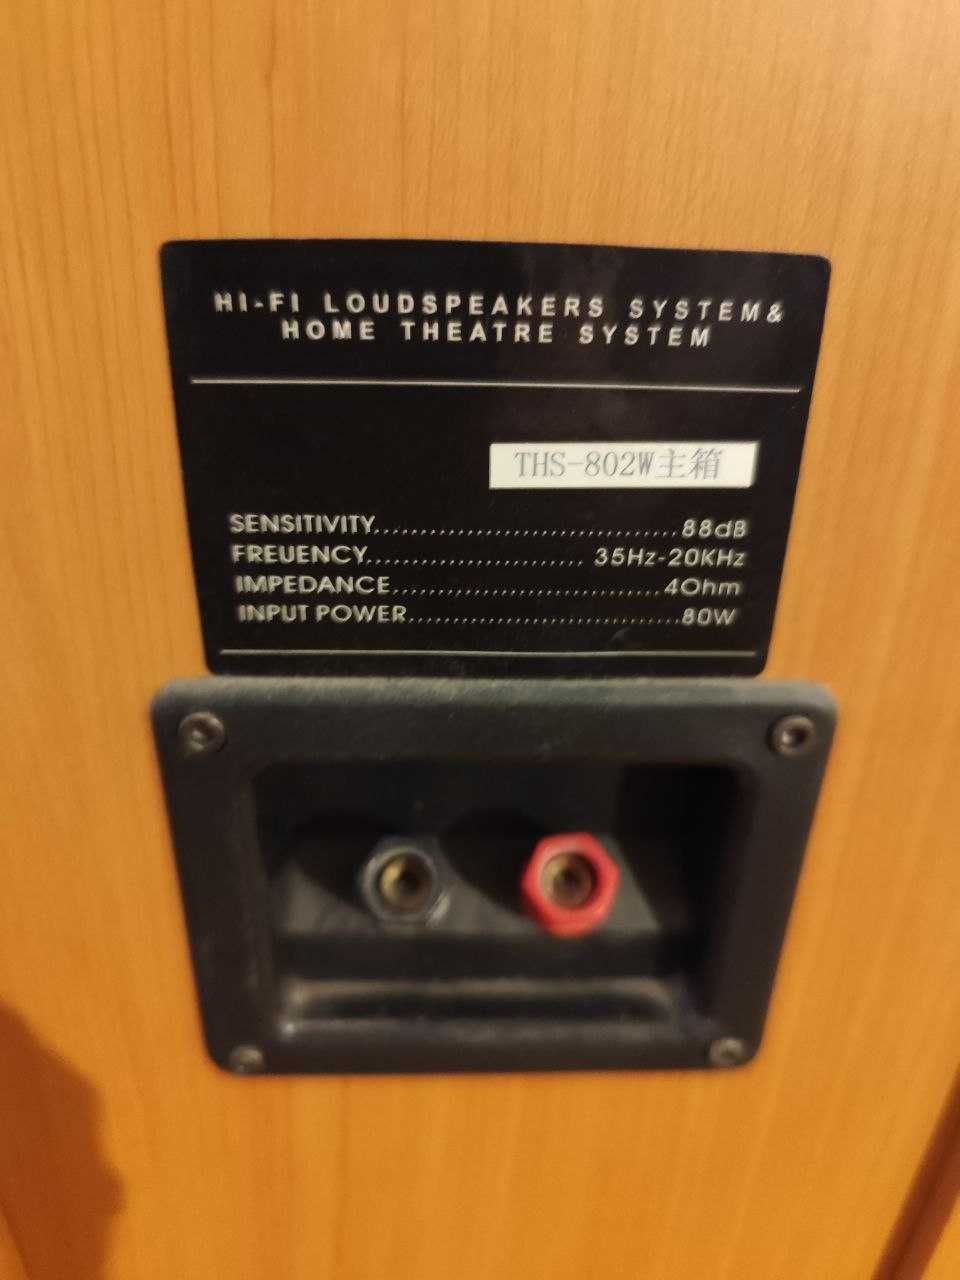 HI-FI LOUDSPEAKERS SYSTEM&
HOME THEATRE SYSTEM
THS-802W主箱
SENSITIVITY..............................88dB
FREUENCY....................... 35Hz-20KHz
IMPEDANCE.............................4Ohm
INPUT POWER.............................80W